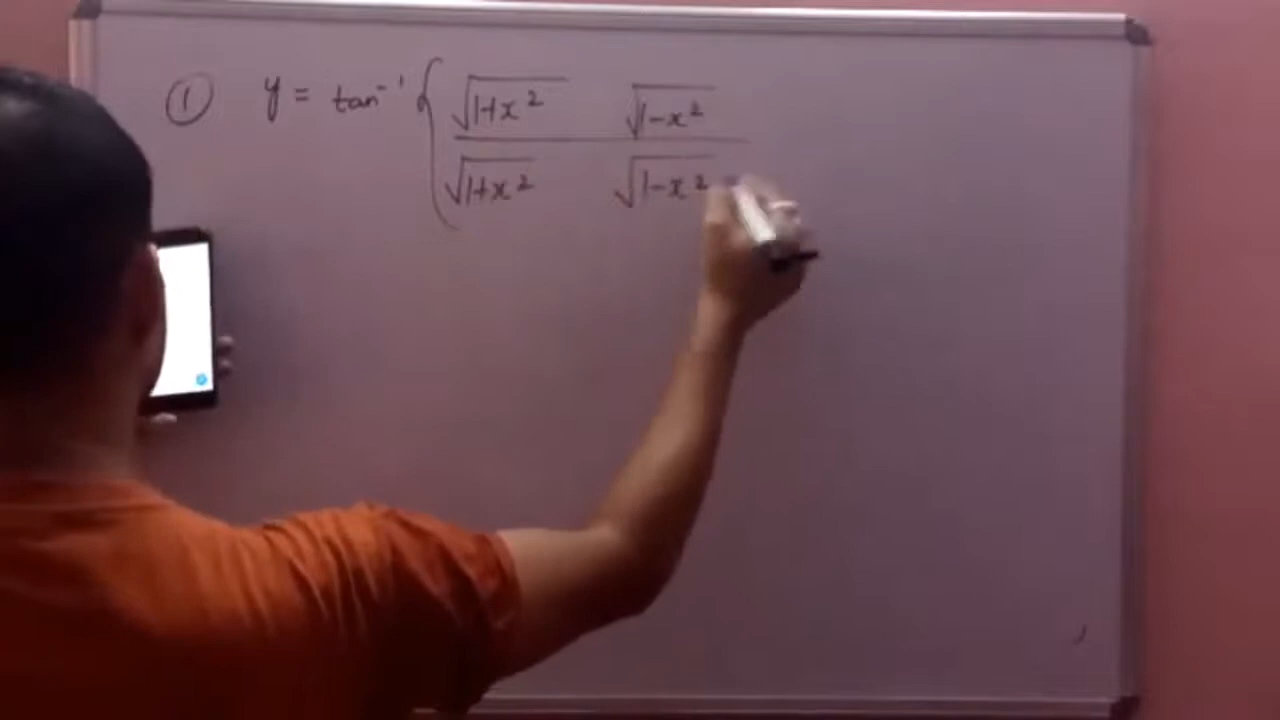 ① y = tan⁻¹ { √1+x² √1-x²
√1+x² √1-x²